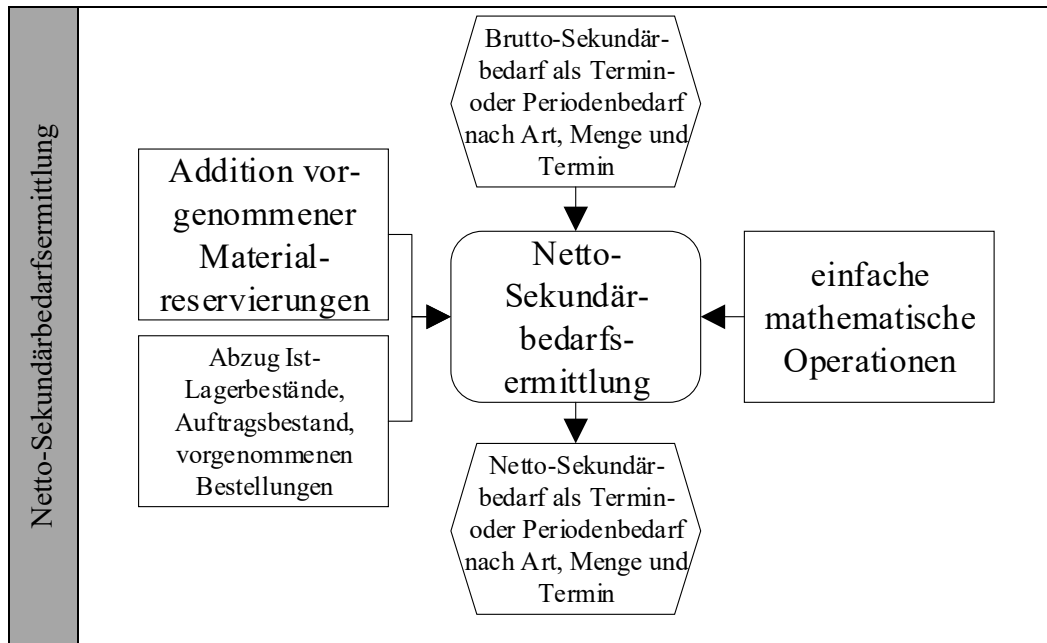 Netto-Sekundärbedarfsermittlung
Brutto-Sekundär-
bedarf als Termin-
oder Periodenbedarf
nach Art, Menge und
Termin
Addition vor-
genommener
Material-
reservierungen
Abzug Ist-
Lagerbestände,
Auftragsbestand,
vorgenommenen
Bestellungen
Netto-
Sekundär-
bedarfs-
ermittlung
einfache
mathematische
Operationen
Netto-Sekundär-
bedarf als Termin-
oder Periodenbedarf
nach Art, Menge und
Termin